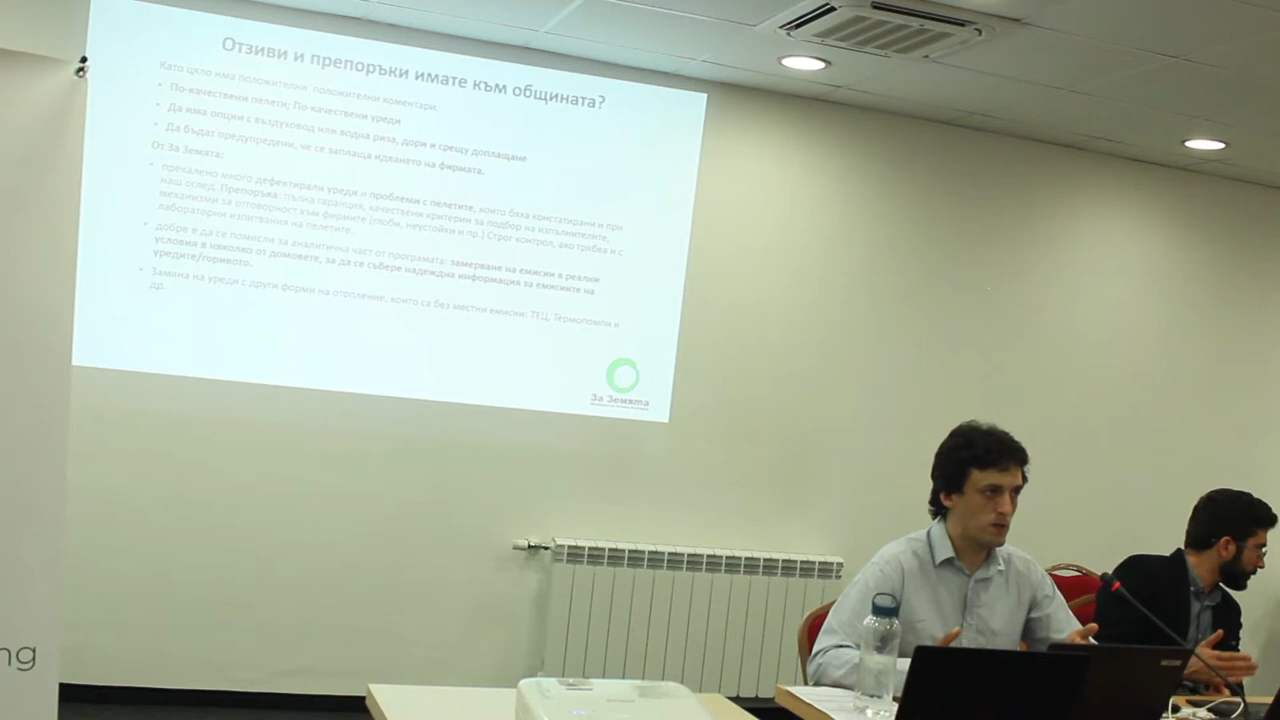 Отзиви и препоръки имате към общината?
Като цяло има положителни положителни коментари.
• По-качествени пелети; По-качествени уреди
• Да има опции с въздуховод или водна риза, дори и срещу доплащане
• Да бъдат предупредени, че се заплаща идването на фирмата.
От За Земята:
• прекалено много дефектирали уреди и проблеми с пелетите, които бяха констатирани и при
наш оглед. Препоръка: пълна гаранция, качествени критерии за подбор на изпълнителите,
механизми за отговорност към фирмите (глоби, неустойки и пр.) Строг контрол, ако трябва и с
лабораторни изпитвания на пелетите.
• добре е да се помисли за аналитична част от програмата: замерване на емисии в реални
условия в няколко от домовете, за да се събере надеждна информация за емисиите на
уредите/горивото.
• Замяна на уреди с други форми на отопление, които са без местни емисии: ТЕЦ, Термопомпи и
др.
За Земята
ng